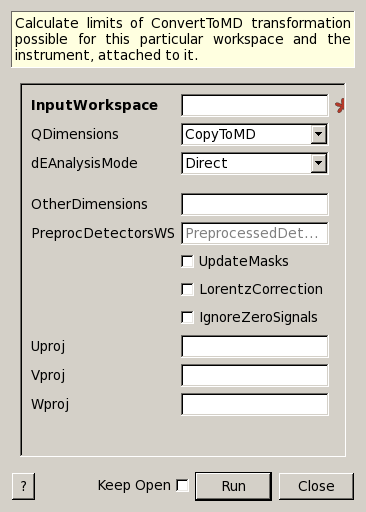 Calculate limits of ConvertToMD transformation
possible for this particular workspace and the
instrument, attached to it.
InputWorkspace
QDimensions CopyToMD
dEAnalysisMode Direct
OtherDimensions
PreprocDetectorsWS PreprocessedDet...
UpdateMasks
LorentzCorrection
IgnoreZeroSignals
Uproj
Vproj
Wproj
? Keep Open Run Close